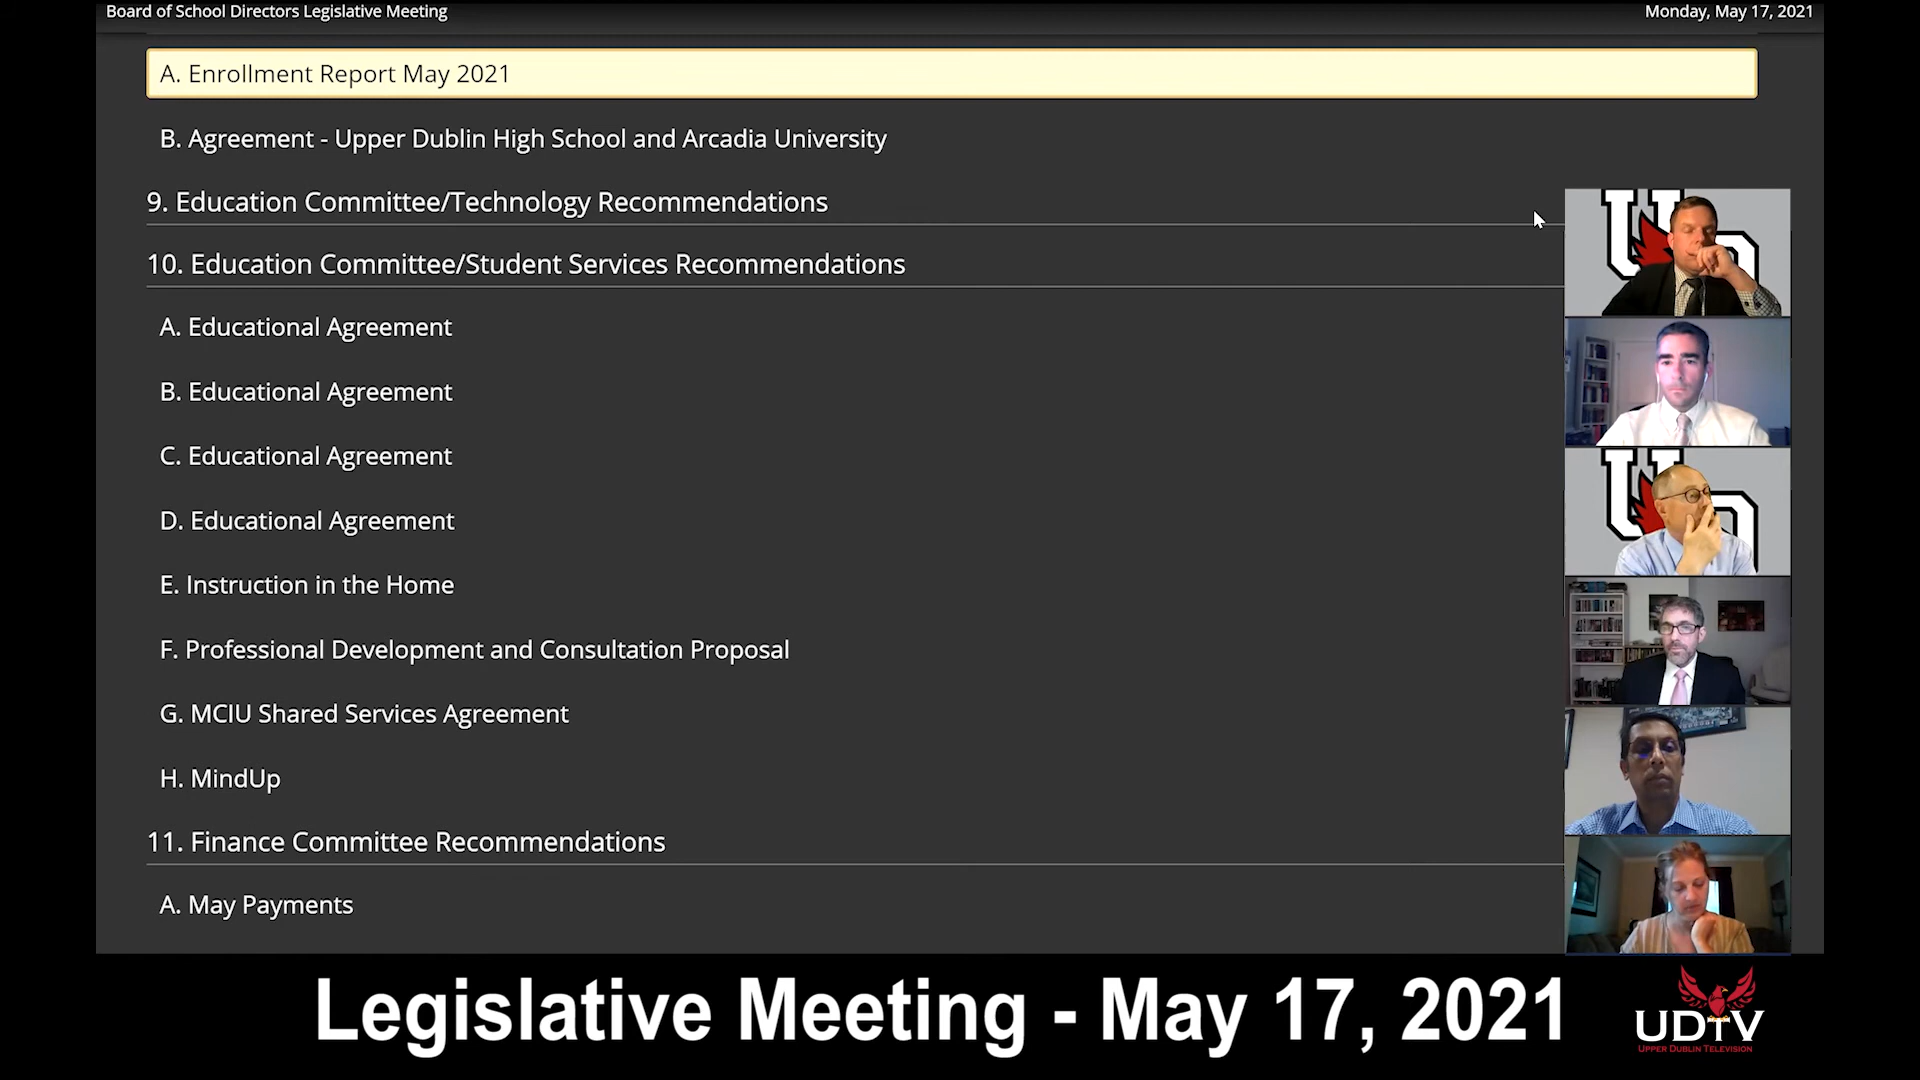 Board of School Directors Legislative Meeting
Monday, May 17, 2021
A. Enrollment Report May 2021
B. Agreement - Upper Dublin High School and Arcadia University
9. Education Committee/Technology Recommendations
10. Education Committee/Student Services Recommendations
A. Educational Agreement
B. Educational Agreement
C. Educational Agreement
D. Educational Agreement
E. Instruction in the Home
F. Professional Development and Consultation Proposal
G. MCIU Shared Services Agreement
H. MindUp
11. Finance Committee Recommendations
A. May Payments
Legislative Meeting - May 17, 2021
UDTV
UPPER DUBLIN TELEVISION